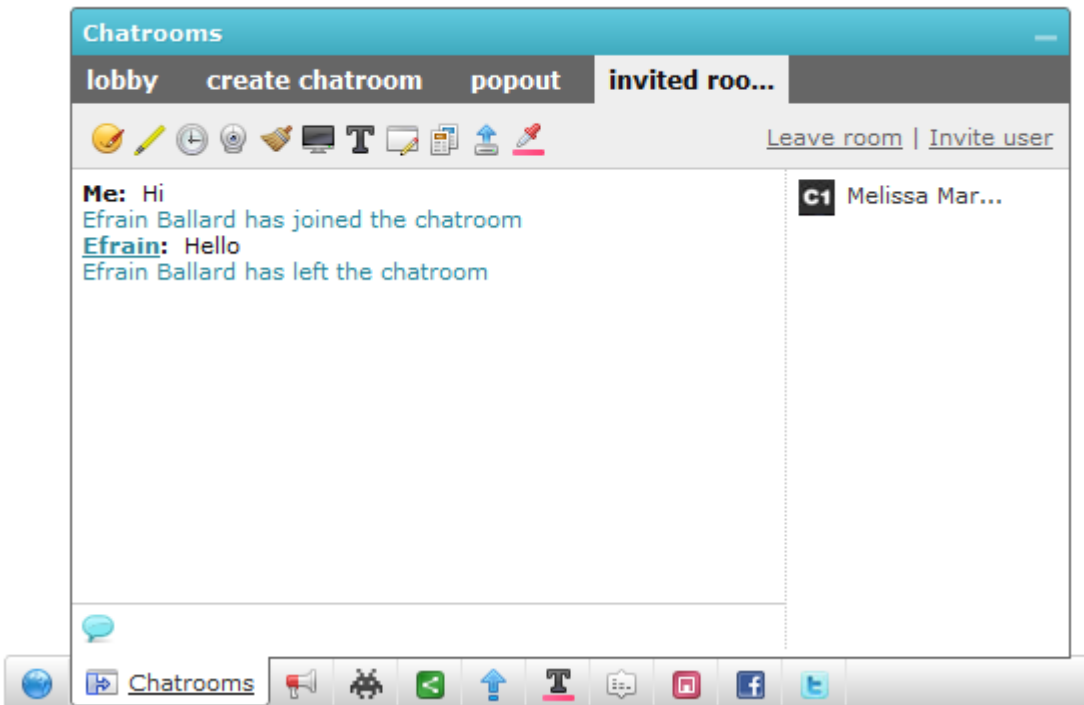 Chatrooms
lobby create chatroom popout invited roo...
Leave room | Invite user
Me: Hi
Efrain Ballard has joined the chatroom
Efrain: Hello
Efrain Ballard has left the chatroom
C1 Melissa Mar...
Chatrooms